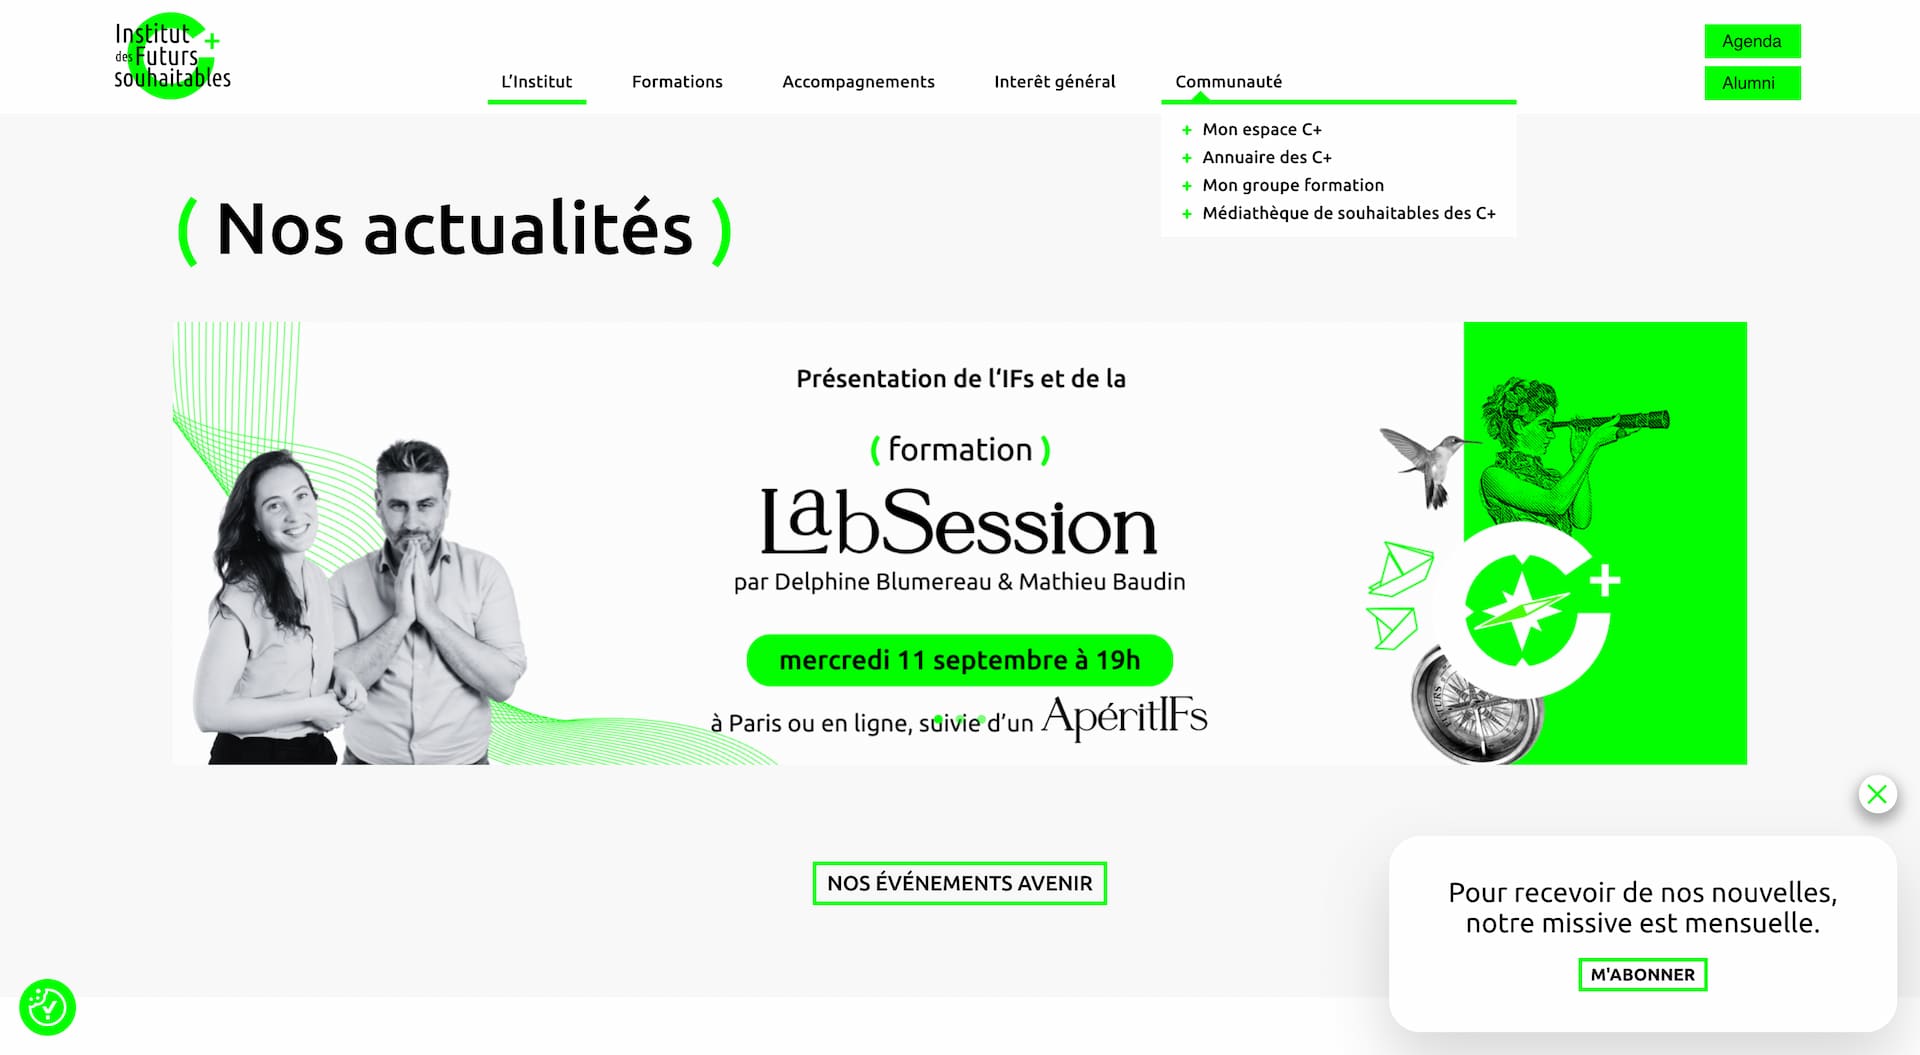 Institut
des Futurs
souhaitables
L'Institut
Formations
Accompagnements
Interêt général
Communauté
Agenda
Alumni
+ Mon espace C+
+ Annuaire des C+
+ Mon groupe formation
+ Médiathèque de souhaitables des C+
( Nos actualités )
Présentation de l‘IFs et de la
( formation )
LabSession
par Delphine Blumereau & Mathieu Baudin
mercredi 11 septembre à 19h
à Paris ou en ligne, suivie d’un ApéritIFs
FUTURS
NOS ÉVÉNEMENTS AVENIR
Pour recevoir de nos nouvelles,
notre missive est mensuelle.
M'ABONNER